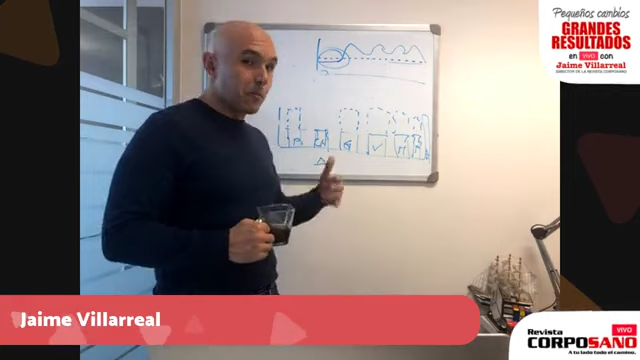 Pequeños cambios
GRANDES
RESULTADOS
en VIVO con
Jaime Villarreal
DIRECTOR DE LA REVISTA CORPOSANO
Jaime Villarreal
Revista
VIVO
CORPOSANO
A tu lado todo el camino.